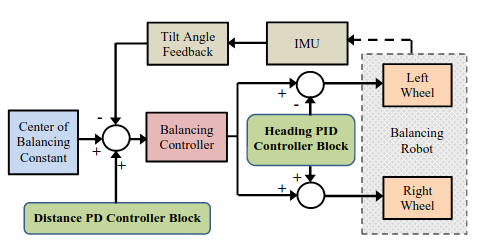 Tilt Angle
Feedback
IMU
Left
Wheel
-
+
-
Center of
Balancing
Constant
+
+
Balancing
Controller
Heading PID
Controller Block
Balancing
Robot
+
+
Right
Wheel
Distance PD Controller Block